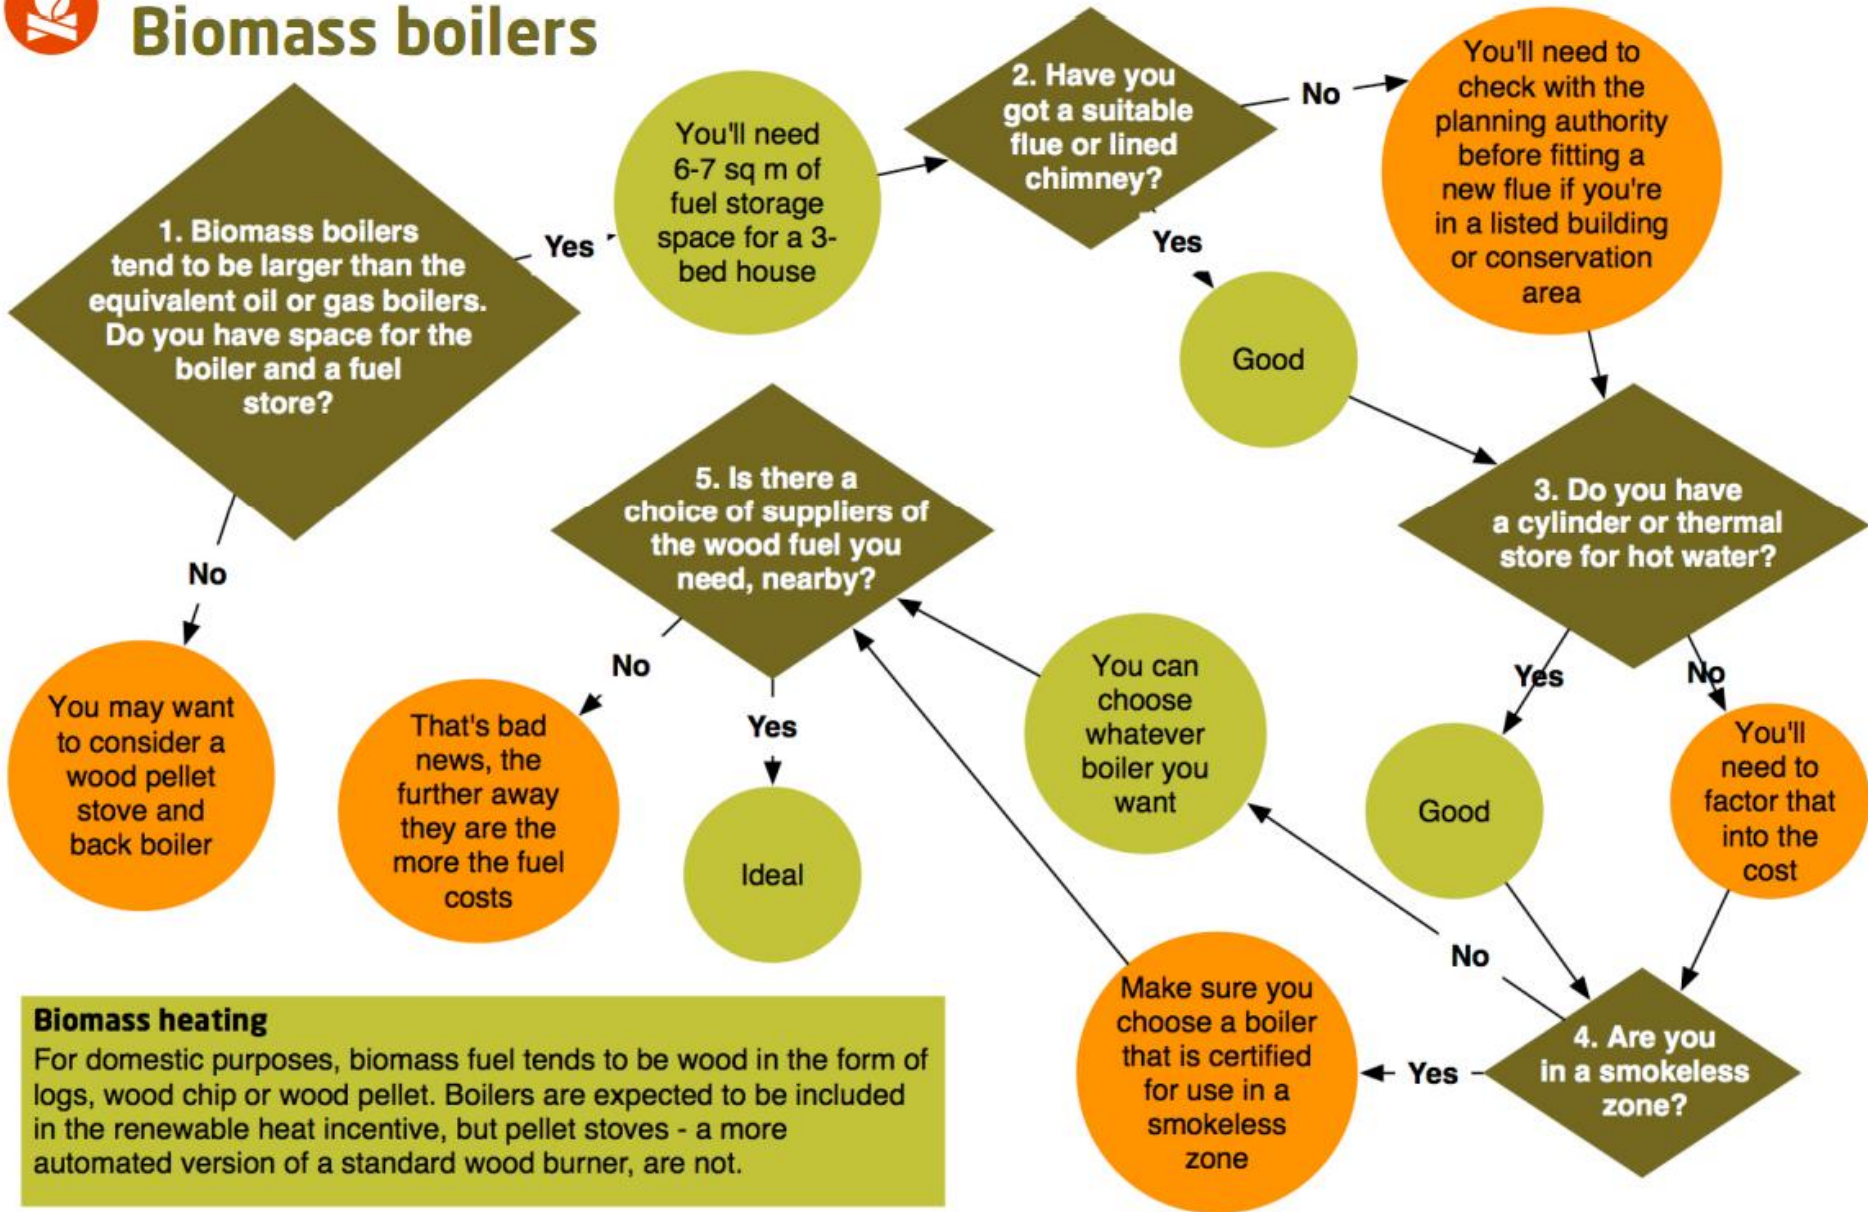 Biomass boilers
1. Biomass boilers
tend to be larger than the
equivalent oil or gas boilers.
Do you have space for the
boiler and a fuel
store?
Yes
You'll need
6-7 sq m of
fuel storage
space for a 3-
bed house
2. Have you
got a suitable
flue or lined
chimney?
No
You'll need to
check with the
planning authority
before fitting a
new flue if you're
in a listed building
or conservation
area
Yes
Good
3. Do you have
a cylinder or thermal
store for hot water?
Yes
Good
No
You'll
need to
factor that
into the
cost
4. Are you
in a smokeless
zone?
No
You can
choose
whatever
boiler you
want
Yes
Make sure you
choose a boiler
that is certified
for use in a
smokeless
zone
5. Is there a
choice of suppliers of
the wood fuel you
need, nearby?
No
That's bad
news, the
further away
they are the
more the fuel
costs
Yes
Ideal
No
You may want
to consider a
wood pellet
stove and
back boiler
Biomass heating
For domestic purposes, biomass fuel tends to be wood in the form of
logs, wood chip or wood pellet. Boilers are expected to be included
in the renewable heat incentive, but pellet stoves - a more
automated version of a standard wood burner, are not.